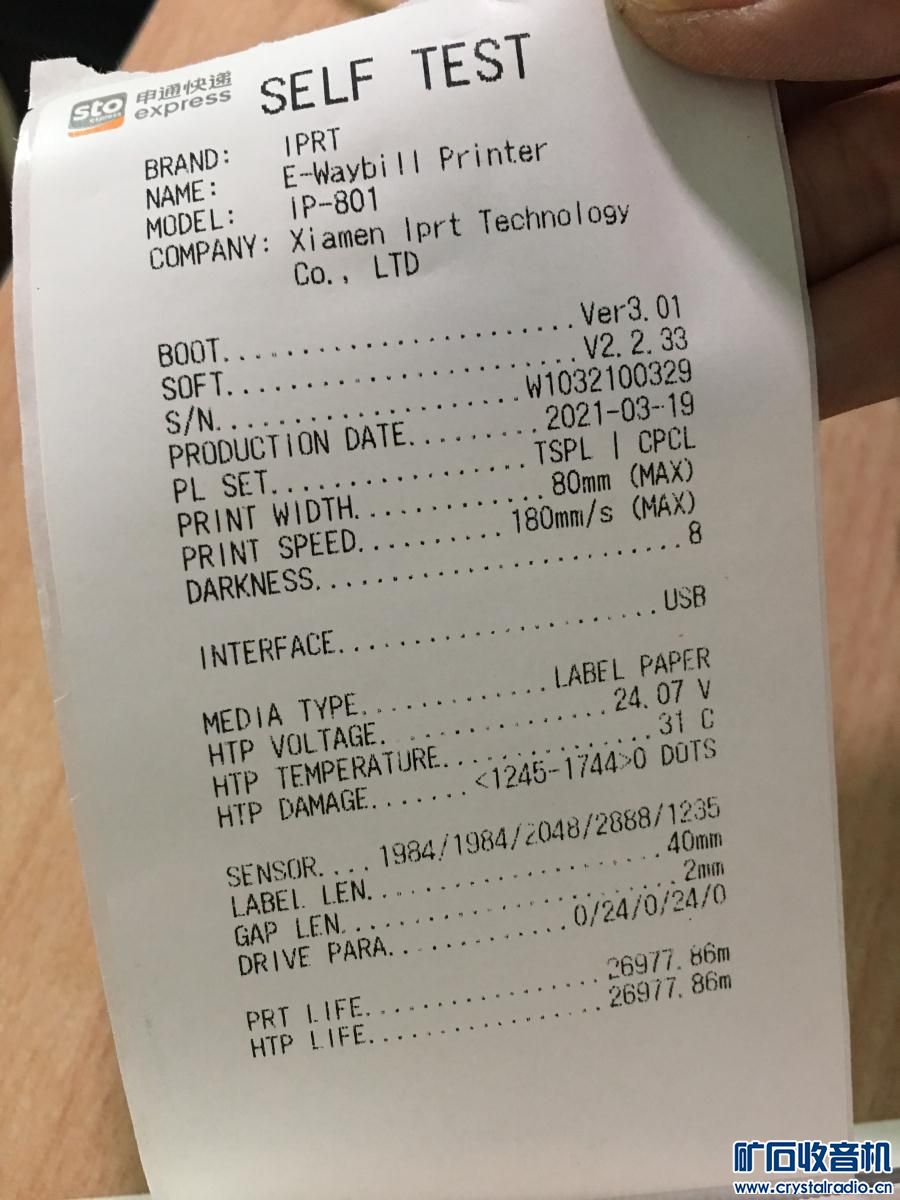 sto express 申通快递
express
SELF TEST
BRAND: IPRT
NAME: E-Waybill Printer
MODEL: IP-801
COMPANY: Xiamen Iprt Technology
Co., LTD
BOOT......................Ver3.01
SOFT......................V2.2.33
S/N...................W1032100329
PRODUCTION DATE.........2021-03-19
PL SET................TSPL | CPCL
PRINT WIDTH.............80mm (MAX)
PRINT SPEED..........180mm/s (MAX)
DARKNESS........................8
INTERFACE.....................USB
MEDIA TYPE.............LABEL PAPER
HTP VOLTAGE...............24.07 V
HTP TEMPERATURE..............31 C
HTP DAMAGE.......<1245-1744>0 DOTS
SENSOR....1984/1984/2048/2888/1235
LABEL LEN....................40mm
GAP LEN.......................2mm
DRIVE PARA............0/24/0/24/0
PRT LIFE................26977.86m
HTP LIFE................26977.86m
矿石收音机
www.crystalradio.cn